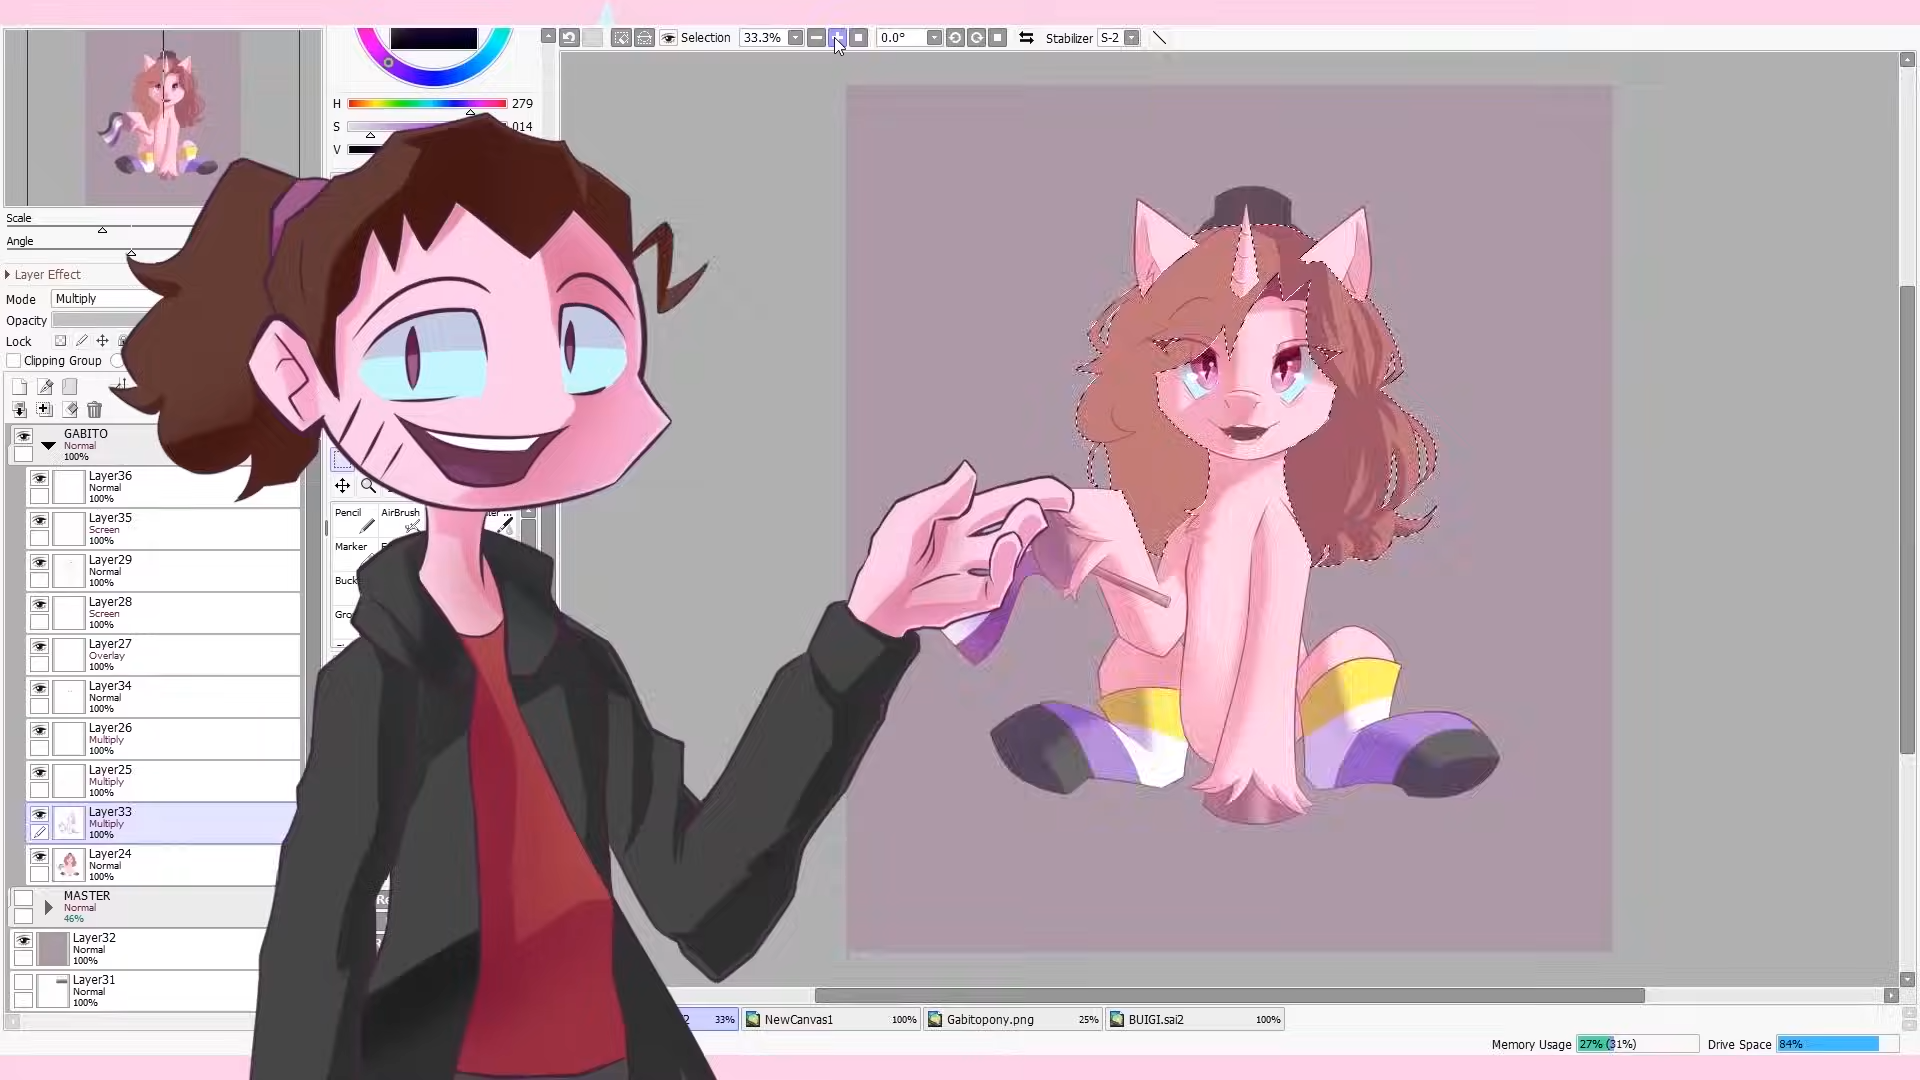 Selection 33.3% 0.0° Stabilizer S-2
H 279
S 014
V
Scale
Angle
Layer Effect
Mode Multiply
Opacity
Lock
Clipping Group
GABITO
Normal
100%
Layer36
Normal
100%
Layer35
Screen
100%
Layer29
Normal
100%
Layer28
Screen
100%
Layer27
Overlay
100%
Layer34
Normal
100%
Layer26
Multiply
100%
Layer25
Multiply
100%
Layer33
Multiply
100%
Layer24
Normal
100%
MASTER
Normal
46%
Layer32
Normal
100%
Layer31
Normal
100%
Pencil AirBrush
Marker
2 33% NewCanvas1 100% Gabitopony.png 25% BUIGI.sai2 100%
Memory Usage 27% (31%) Drive Space 84%